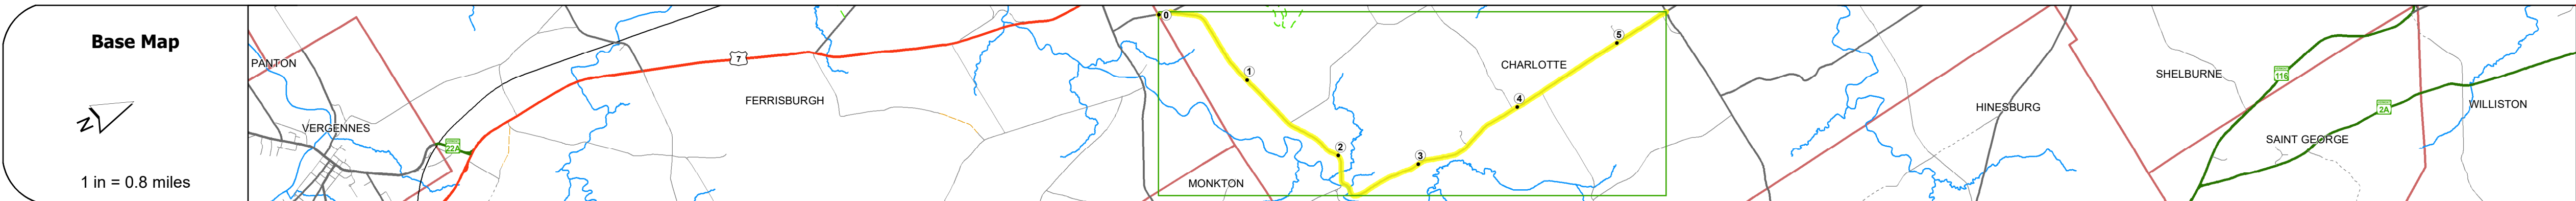 Base Map
N
1 in = 0.8 miles
PANTON
VERGENNES
22A
7
FERRISBURGH
MONKTON
0
1
2
3
4
5
CHARLOTTE
HINESBURG
SHELBURNE
116
2A
SAINT GEORGE
WILLISTON